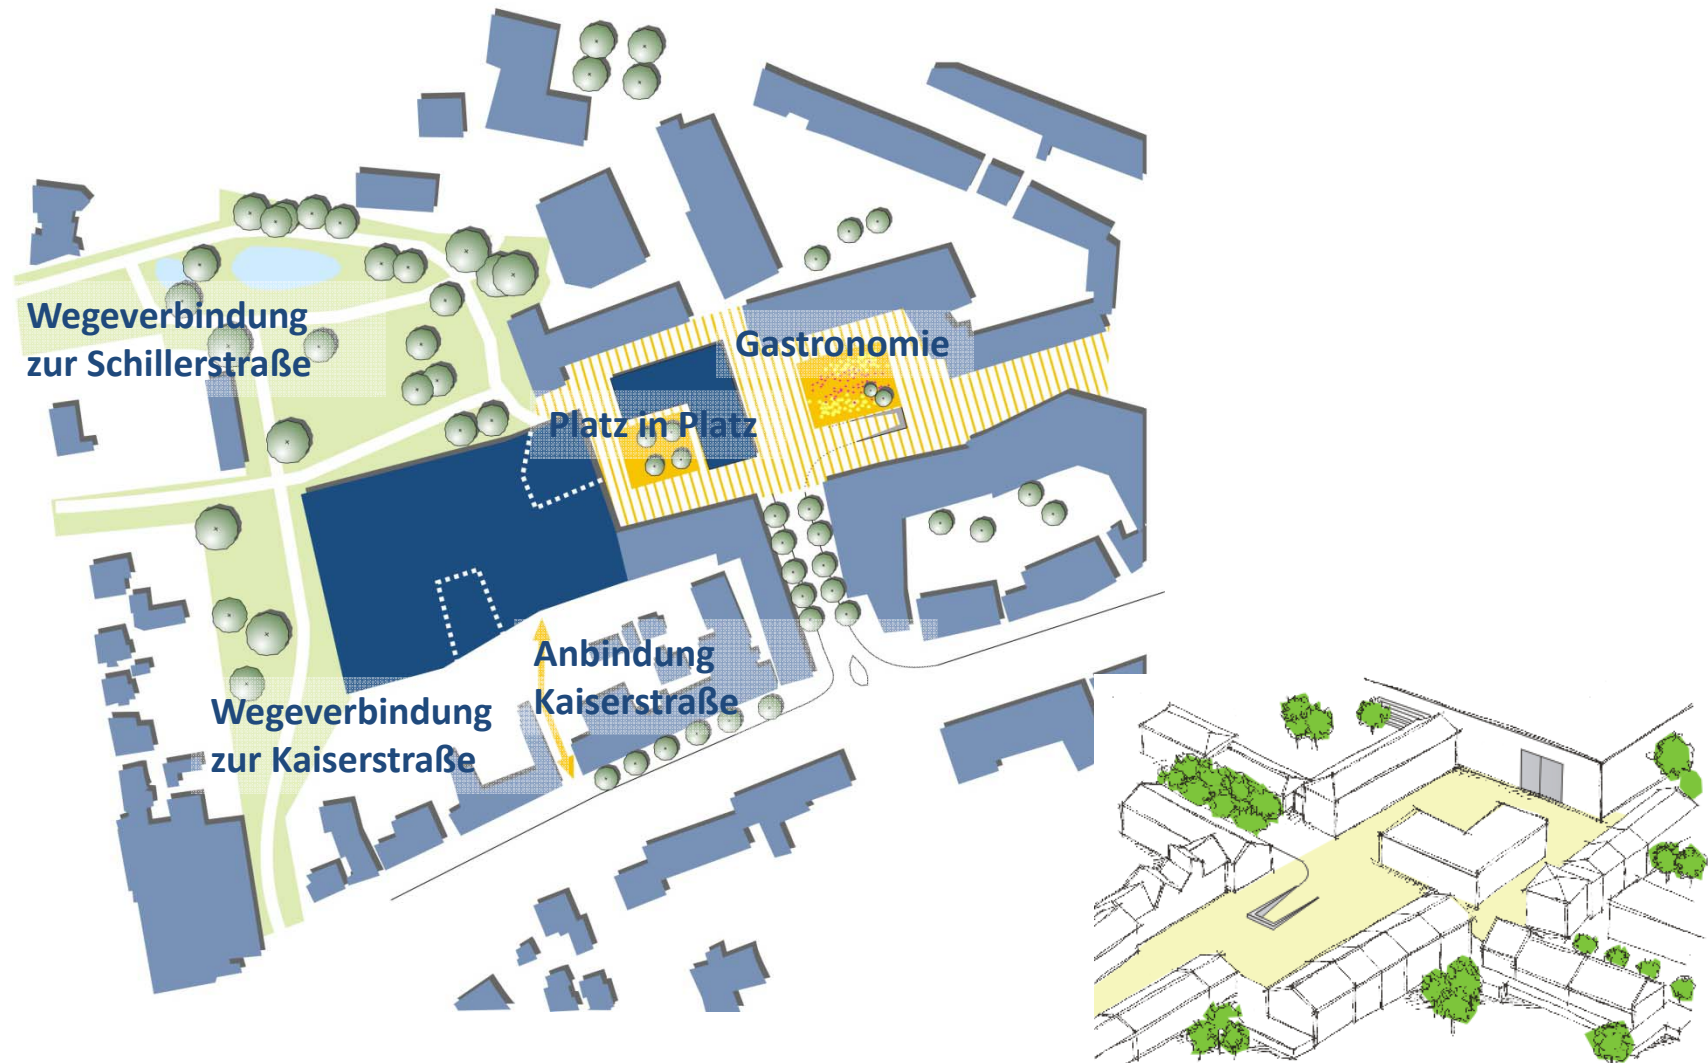 Wegeverbindung
zur Schillerstraße
Gastronomie
Platz in Platz
Anbindung
Kaiserstraße
Wegeverbindung
zur Kaiserstraße